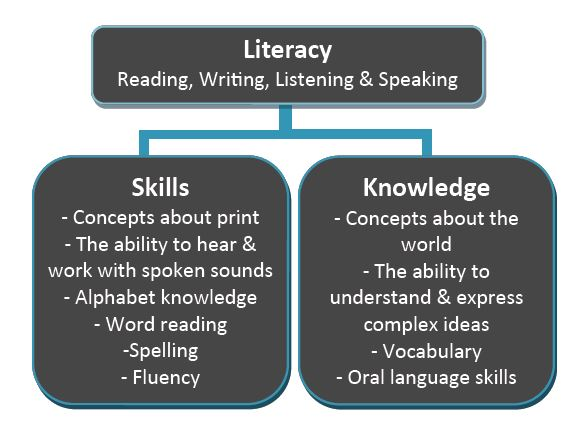 Literacy
Reading, Writing, Listening & Speaking
Skills
- Concepts about print
- The ability to hear &
work with spoken sounds
- Alphabet knowledge
- Word reading
-Spelling
- Fluency
Knowledge
- Concepts about the
world
- The ability to
understand & express
complex ideas
- Vocabulary
- Oral language skills